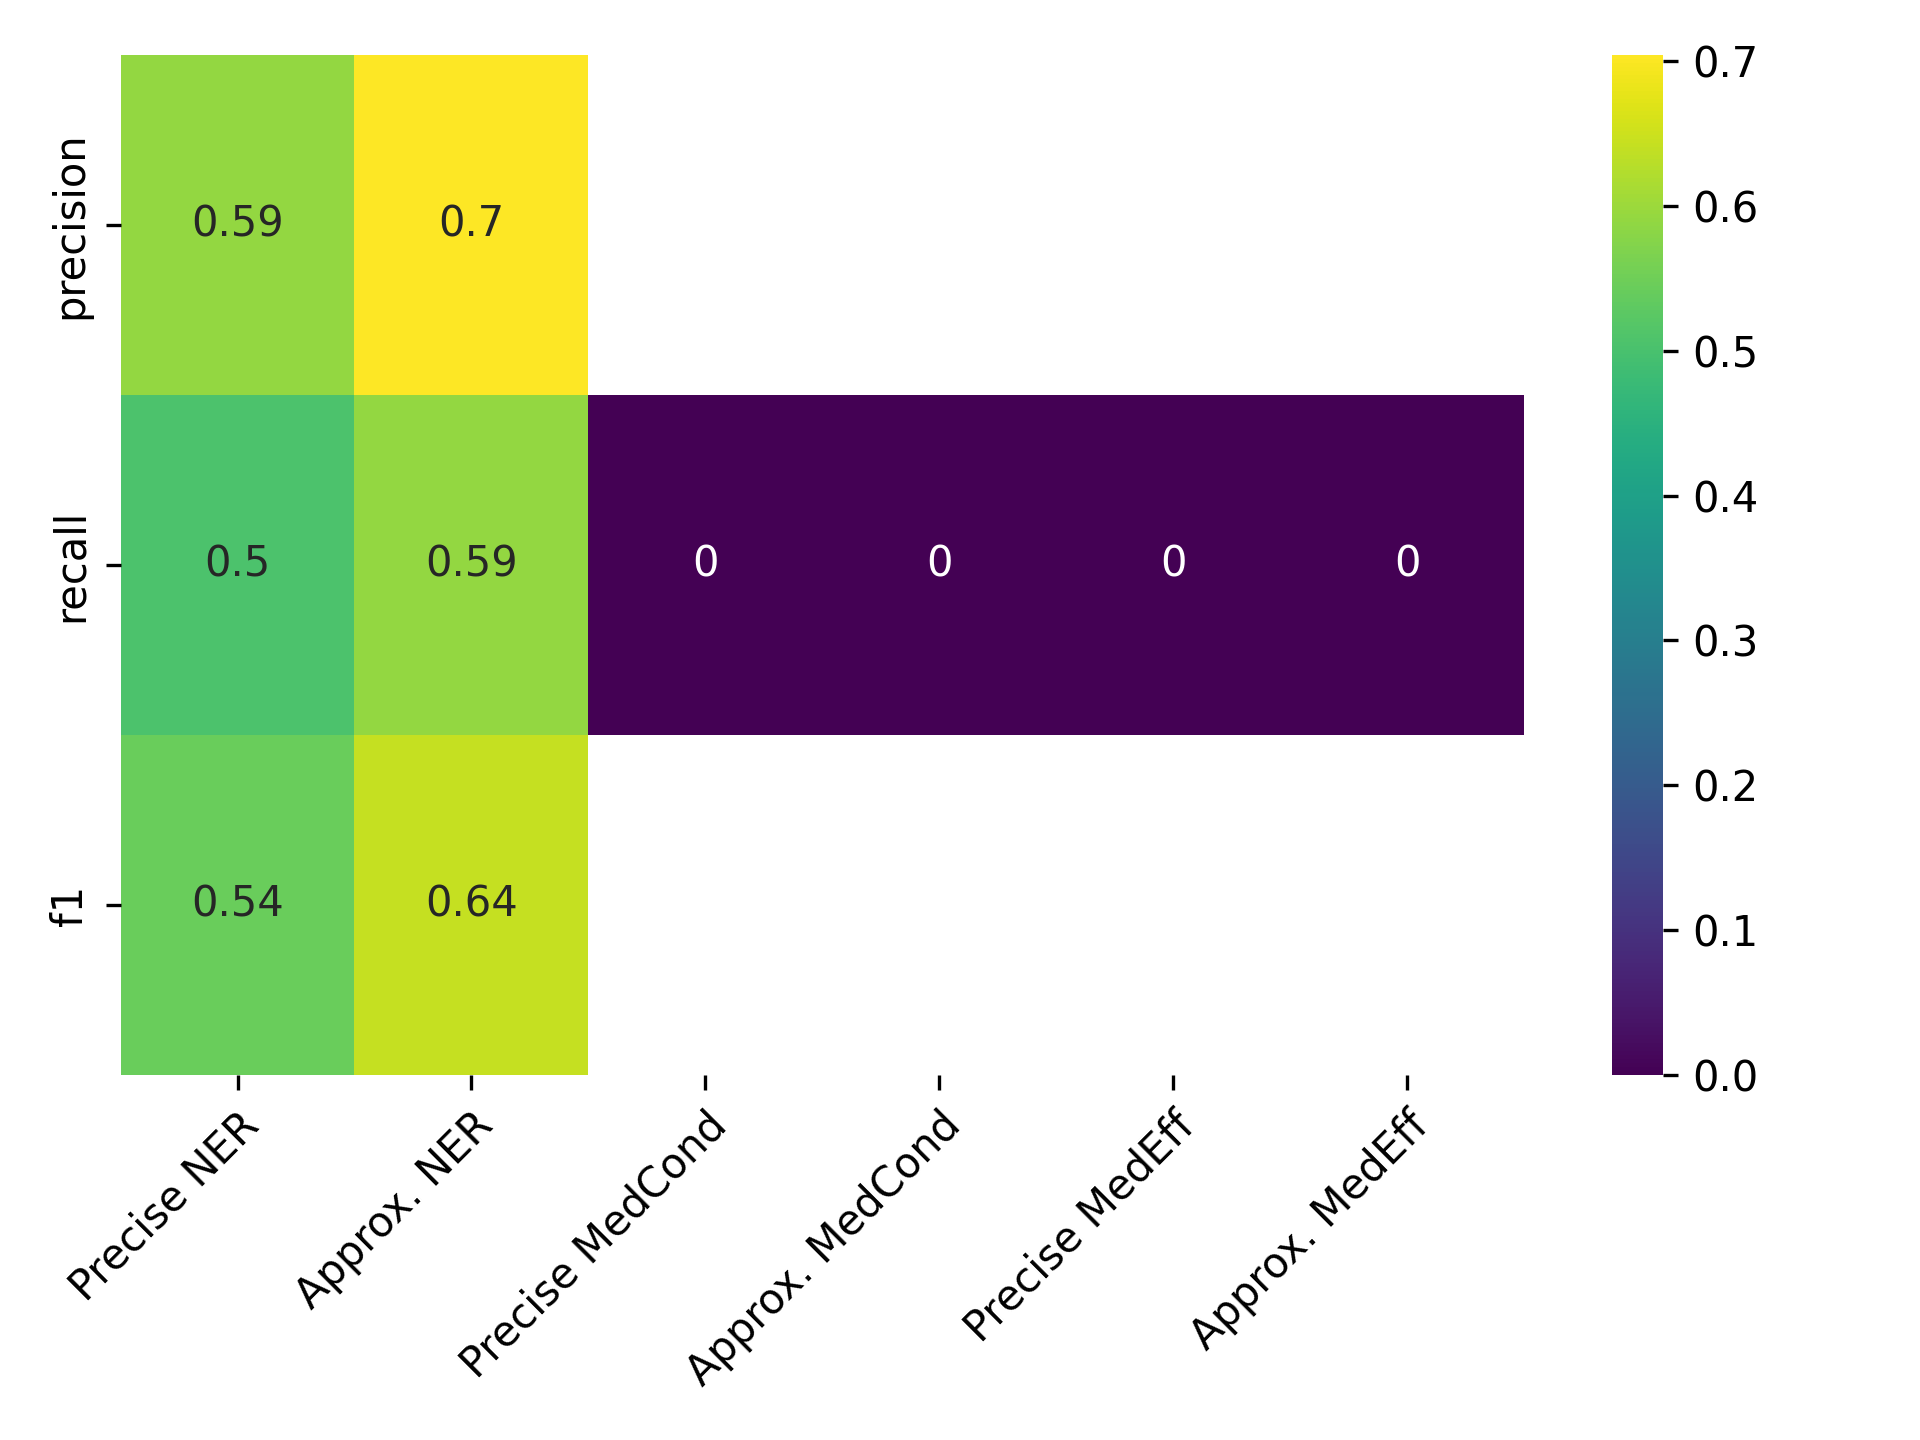 precision
0.59
0.7
recall
0.5
0.59
0
0
0
0
f1
0.54
0.64
Precise NER
Approx. NER
Precise MedCond
Approx. MedCond
Precise MedEff
Approx. MedEff
0.7
0.6
0.5
0.4
0.3
0.2
0.1
0.0